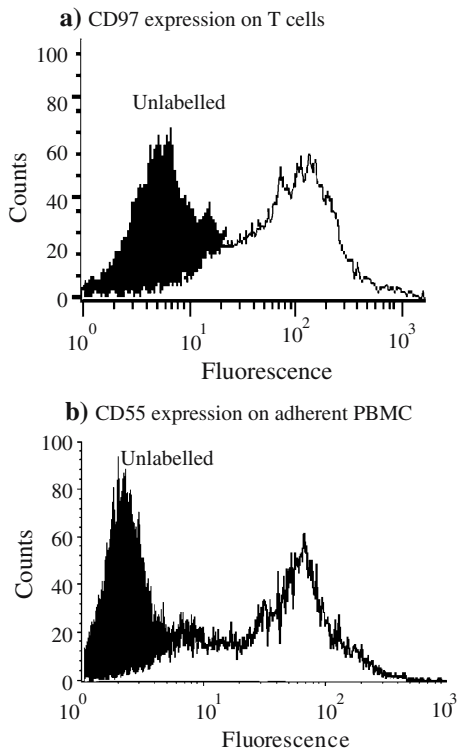 a) CD97 expression on T cells
100
80
60
40
20
0
Counts
Unlabelled
10^0 10^1 10^2 10^3
Fluorescence
b) CD55 expression on adherent PBMC
100
80
60
40
20
0
Counts
Unlabelled
10^0 10^1 10^2 10^3
Fluorescence